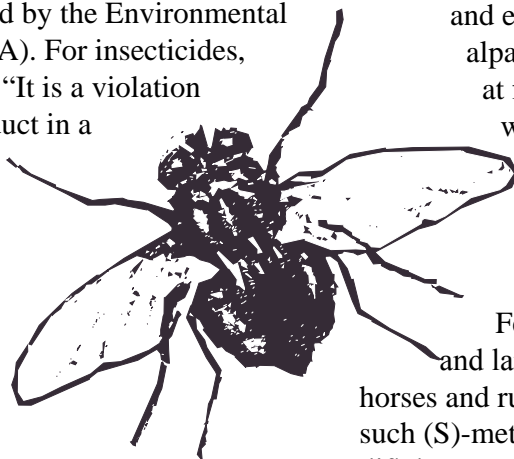 d by the Environmental
A). For insecticides,
“It is a violation
uct in a
and e
alpa
at
w
F
and la
horses and ru
such (S)-met